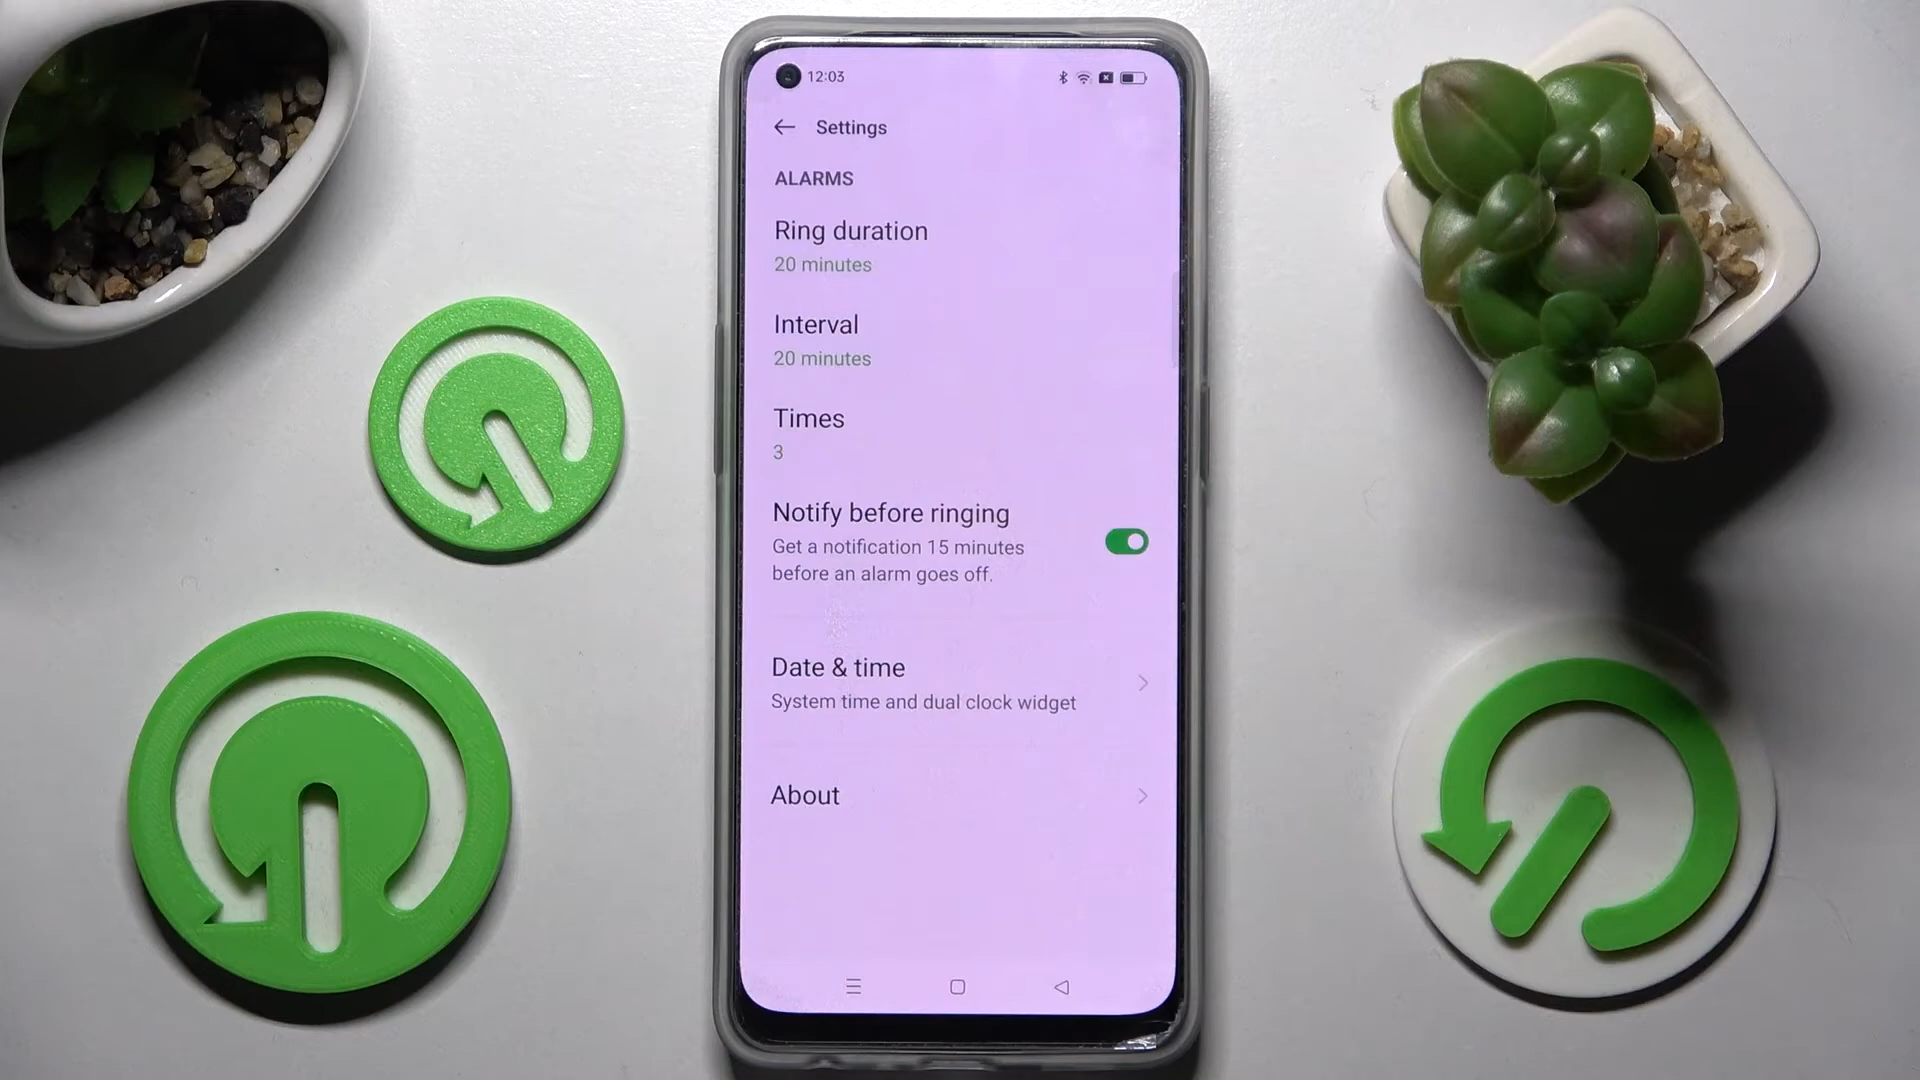 12:03
Settings
ALARMS
Ring duration
20 minutes
Interval
20 minutes
Times
3
Notify before ringing
Get a notification 15 minutes
before an alarm goes off.
Date & time
System time and dual clock widget
About